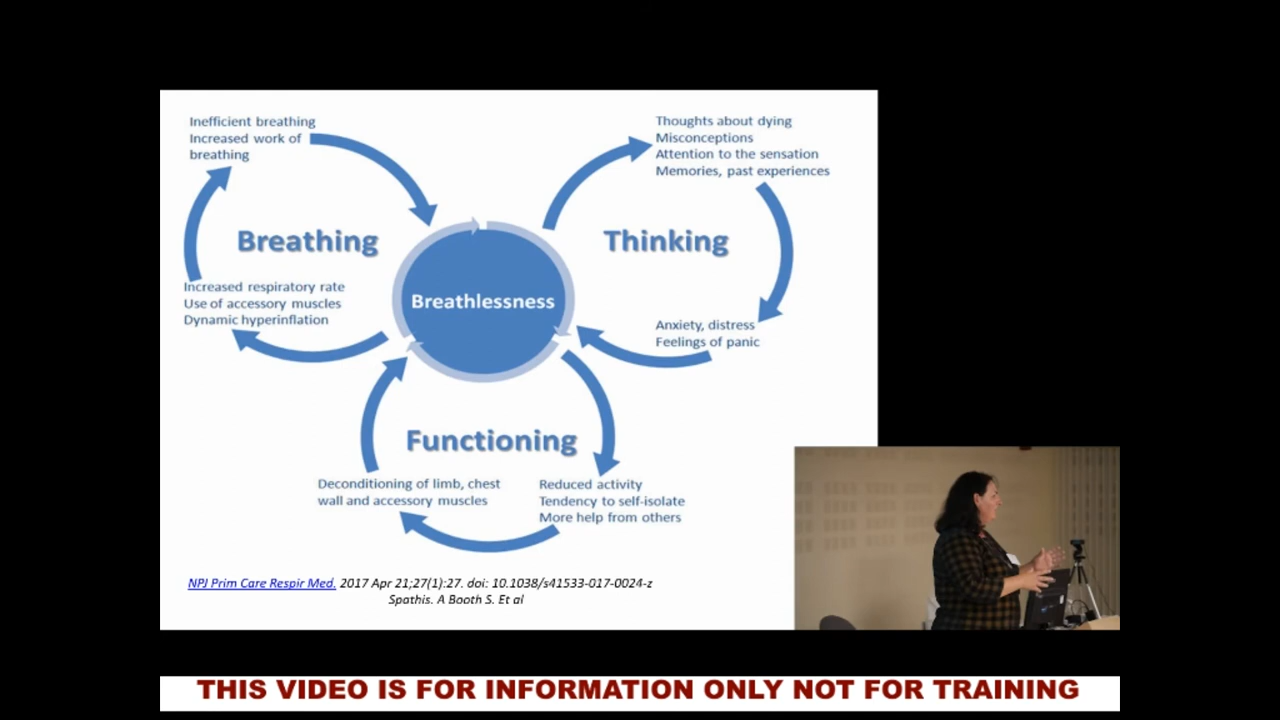 Inefficient breathing
Increased work of
breathing
Breathing
Increased respiratory rate
Use of accessory muscles
Dynamic hyperinflation
Breathlessness
Thoughts about dying
Misconceptions
Attention to the sensation
Memories, past experiences
Thinking
Anxiety, distress
Feelings of panic
Functioning
Deconditioning of limb, chest
wall and accessory muscles
Reduced activity
Tendency to self-isolate
More help from others
NPJ Prim Care Respir Med. 2017 Apr 21;27(1):27. doi: 10.1038/s41533-017-0024-z
Spathis. A Booth S. Et al
THIS VIDEO IS FOR INFORMATION ONLY NOT FOR TRAINING